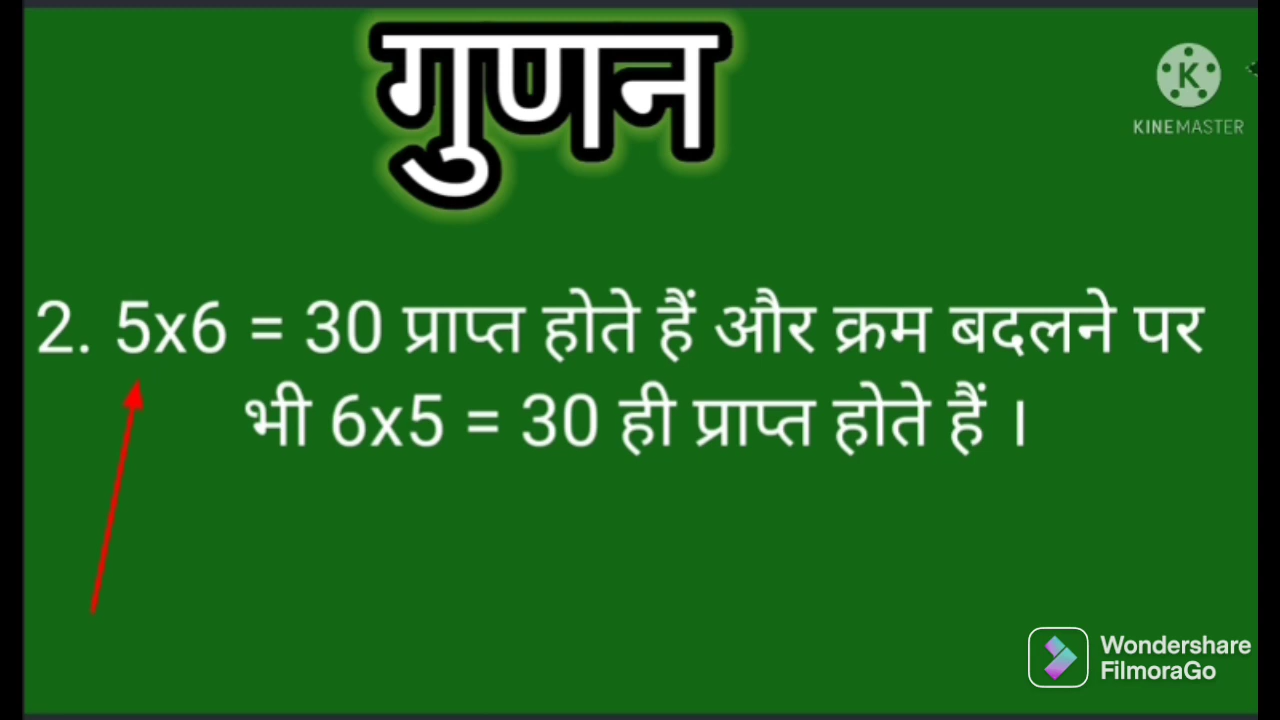 गुणन
KINEMASTER
2. 5x6 = 30 प्राप्त होते हैं और क्रम बदलने पर
भी 6x5 = 30 ही प्राप्त होते हैं ।
Wondershare
FilmoraGo